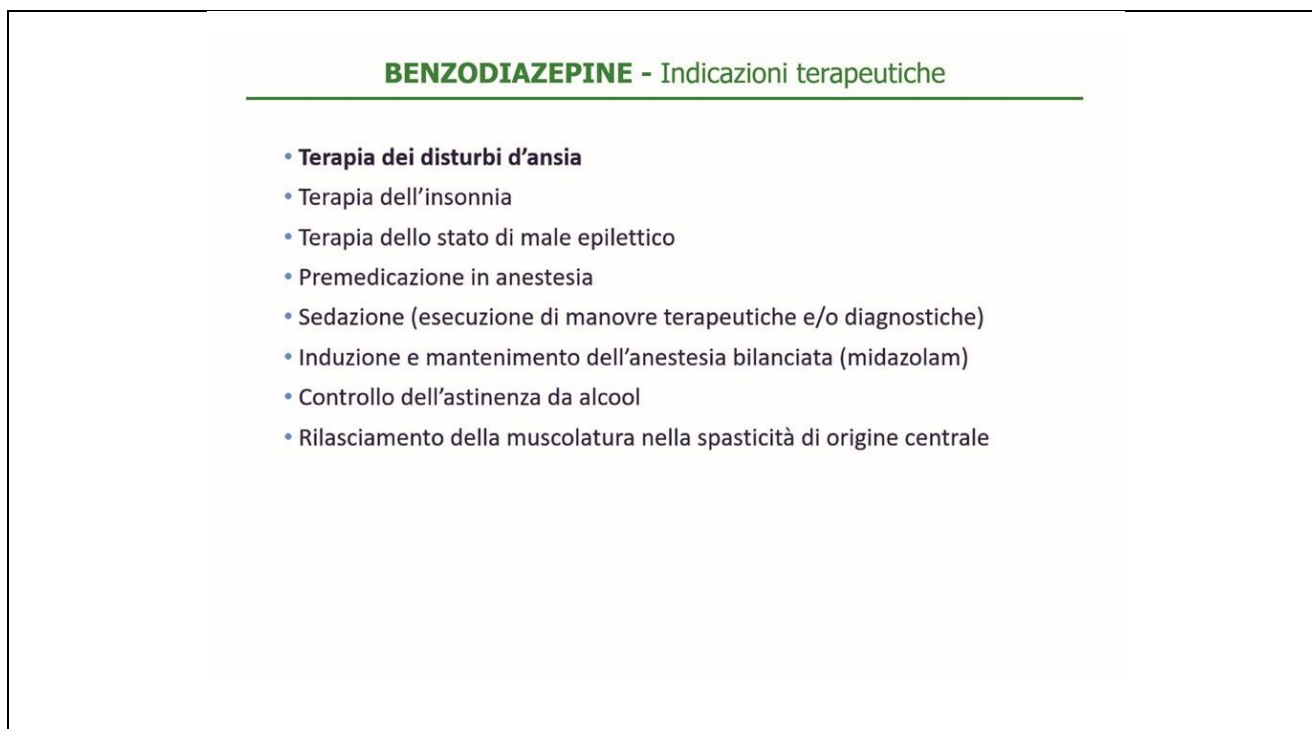 BENZODIAZEPINE - Indicazioni terapeutiche
• Terapia dei disturbi d’ansia
• Terapia dell’insonnia
• Terapia dello stato di male epilettico
• Premedicazione in anestesia
• Sedazione (esecuzione di manovre terapeutiche e/o diagnostiche)
• Induzione e mantenimento dell’anestesia bilanciata (midazolam)
• Controllo dell’astinenza da alcool
• Rilasciamento della muscolatura nella spasticità di origine centrale